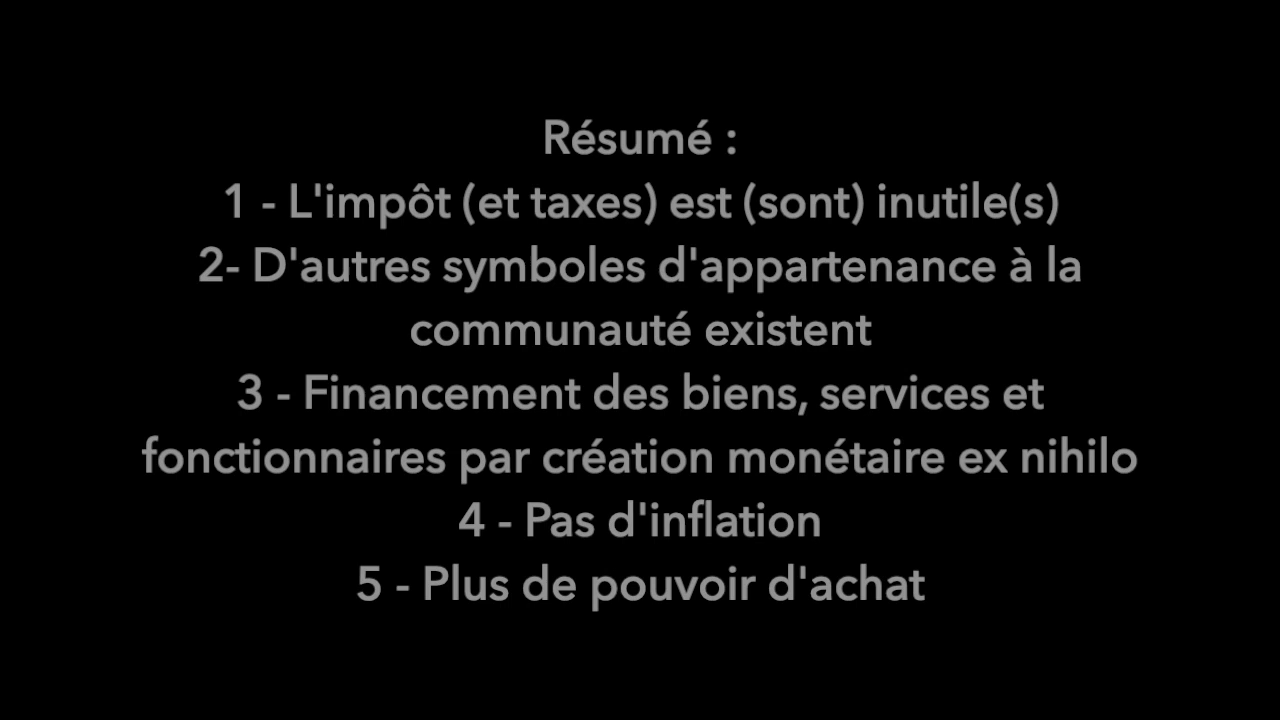 Résumé :
1 - L'impôt (et taxes) est (sont) inutile(s)
2- D'autres symboles d'appartenance à la
communauté existent
3 - Financement des biens, services et
fonctionnaires par création monétaire ex nihilo
4 - Pas d'inflation
5 - Plus de pouvoir d'achat